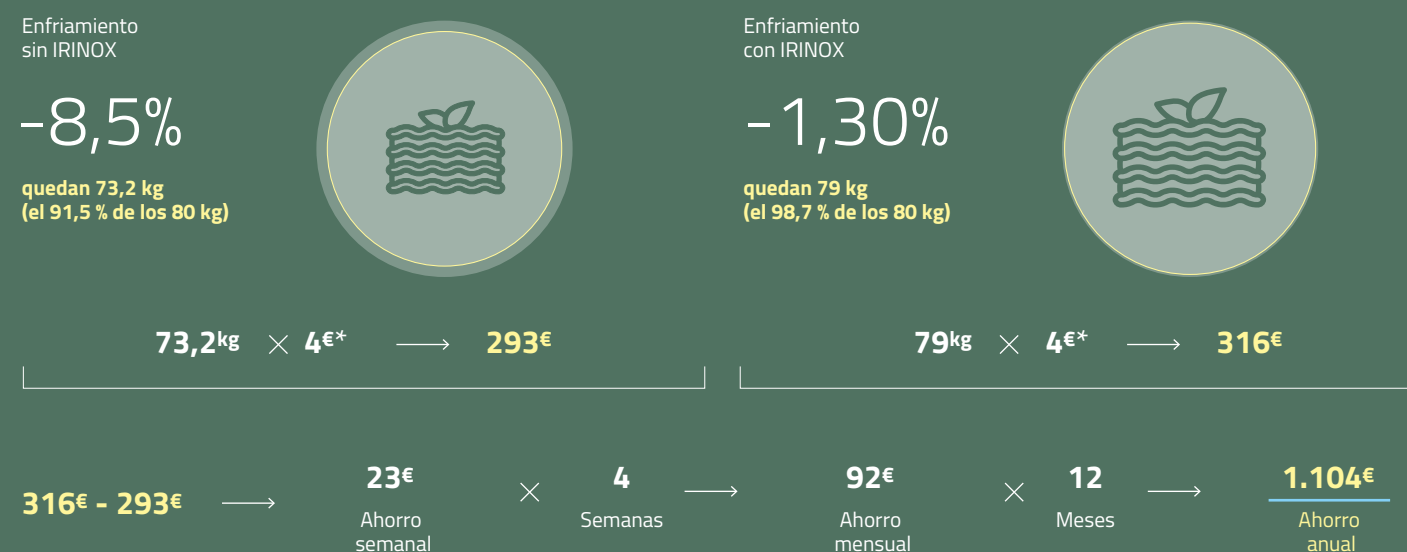 Enfriamiento
sin IRINOX
-8,5%
quedan 73,2 kg
(el 91,5 % de los 80 kg)
Enfriamiento
con IRINOX
-1,30%
quedan 79 kg
(el 98,7 % de los 80 kg)
73,2kg × 4€* → 293€
79kg × 4€* → 316€
316€ - 293€ → 23€ × 4 → 92€ × 12 → 1.104€
Ahorro semanal
Semanas
Ahorro mensual
Meses
Ahorro anual